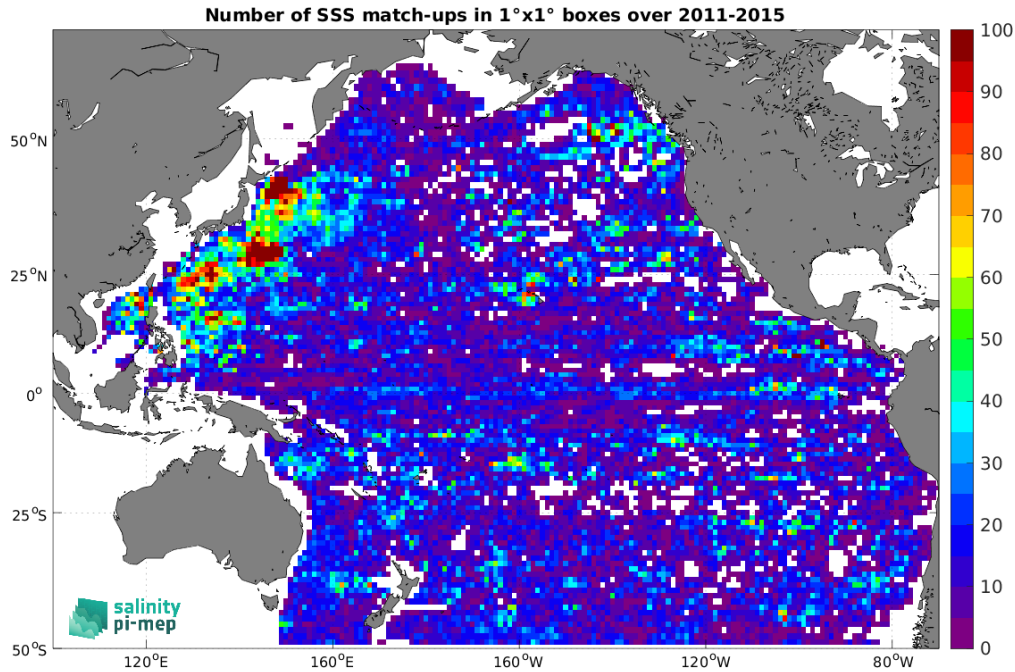 Number of SSS match-ups in 1°x1° boxes over 2011-2015
100
90
80
70
60
50
40
30
20
10
0
50°N
25°N
0°
25°S
50°S
120°E
160°E
160°W
120°W
80°W
salinity
pi-mep